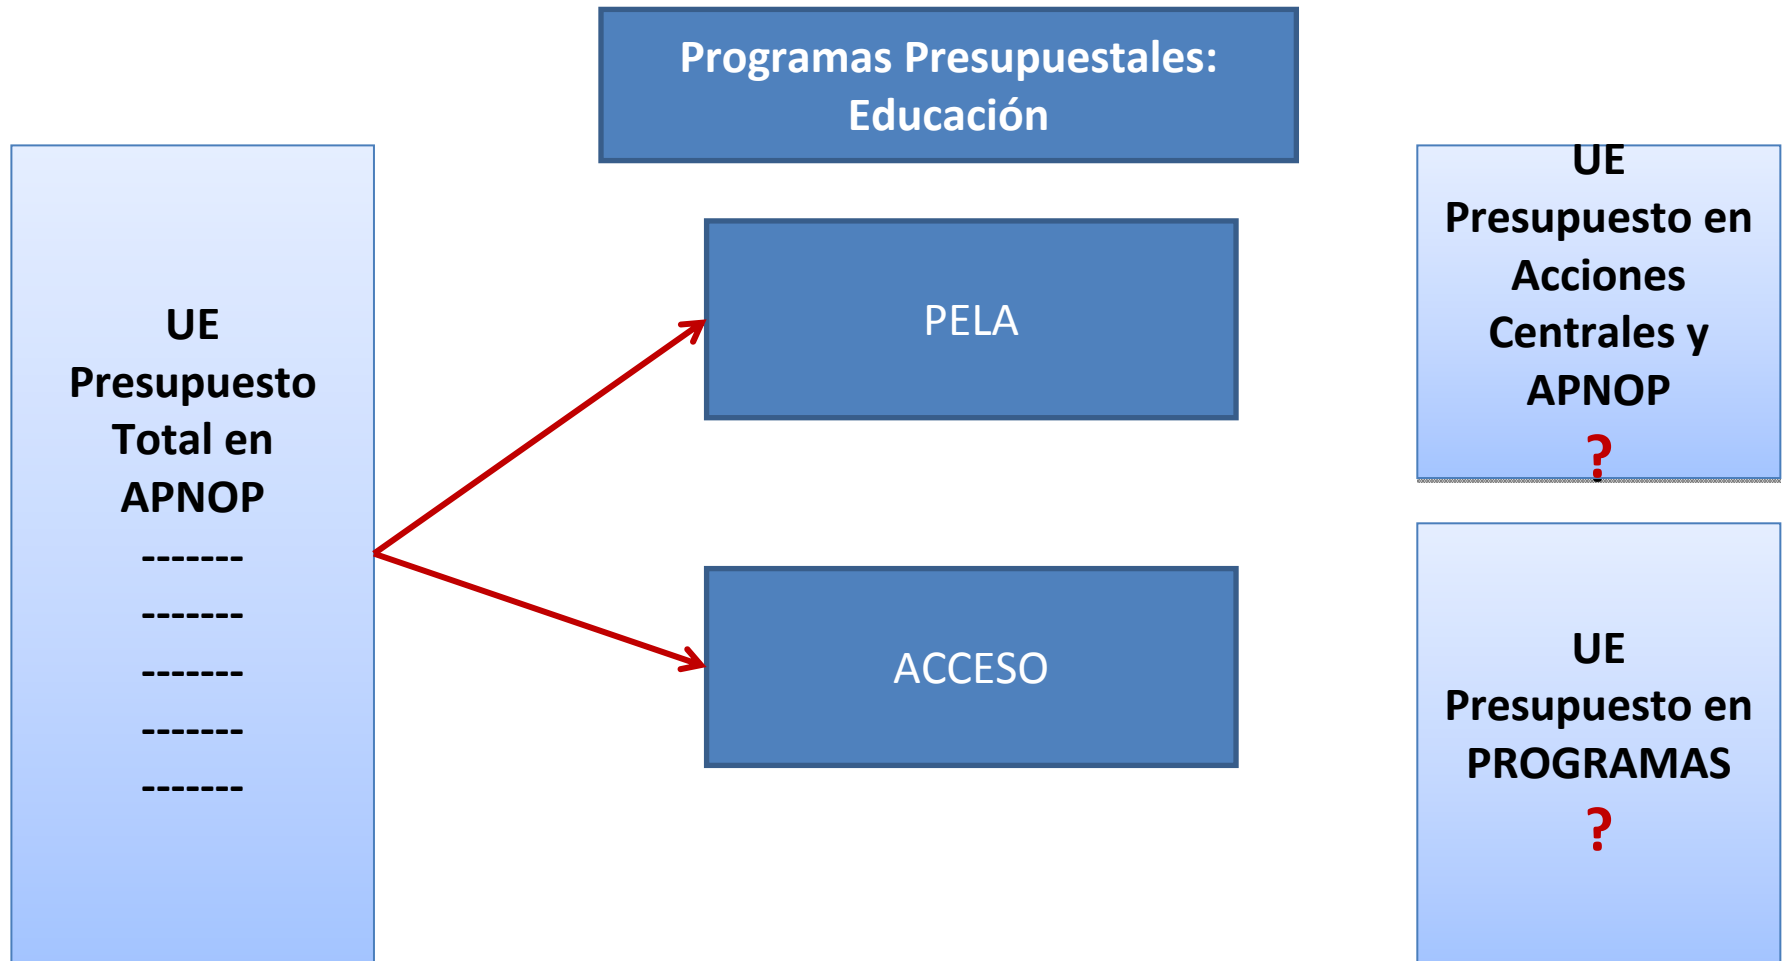 Programas Presupuestales:
Educación
UE
Presupuesto
Total en
APNOP
-------
-------
-------
-------
-------
PELA
ACCESO
UE
Presupuesto en
Acciones
Centrales y
APNOP
?
UE
Presupuesto en
PROGRAMAS
?